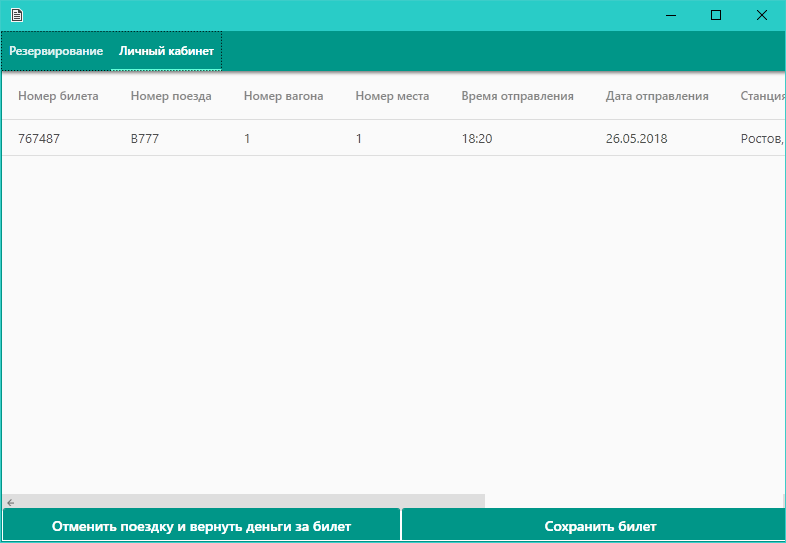 Резервирование Личный кабинет
Номер билета Номер поезда Номер вагона Номер места Время отправления Дата отправления Станция
767487 В777 1 1 18:20 26.05.2018 Ростов,
Отменить поездку и вернуть деньги за билет Сохранить билет